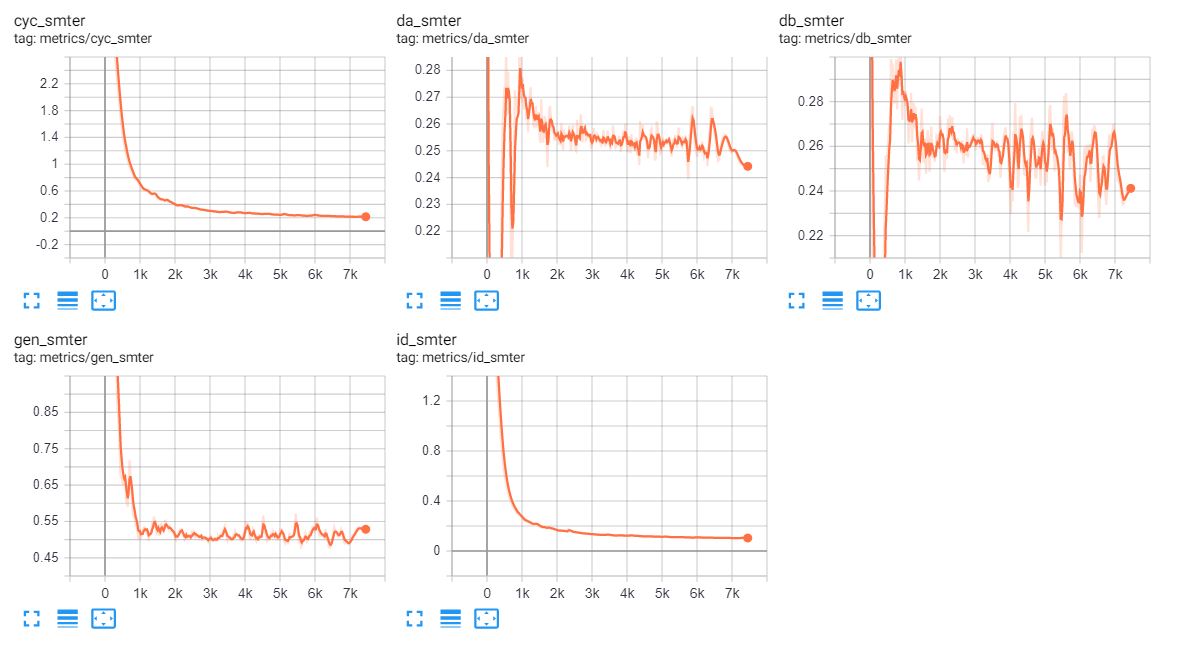 cyc_smter
tag: metrics/cyc_smter
2.2
1.8
1.4
1
0.6
0.2
-0.2
0 1k 2k 3k 4k 5k 6k 7k
da_smter
tag: metrics/da_smter
0.28
0.27
0.26
0.25
0.24
0.23
0.22
0 1k 2k 3k 4k 5k 6k 7k
db_smter
tag: metrics/db_smter
0.28
0.26
0.24
0.22
0 1k 2k 3k 4k 5k 6k 7k
gen_smter
tag: metrics/gen_smter
0.85
0.75
0.65
0.55
0.45
0 1k 2k 3k 4k 5k 6k 7k
id_smter
tag: metrics/id_smter
1.2
0.8
0.4
0
0 1k 2k 3k 4k 5k 6k 7k